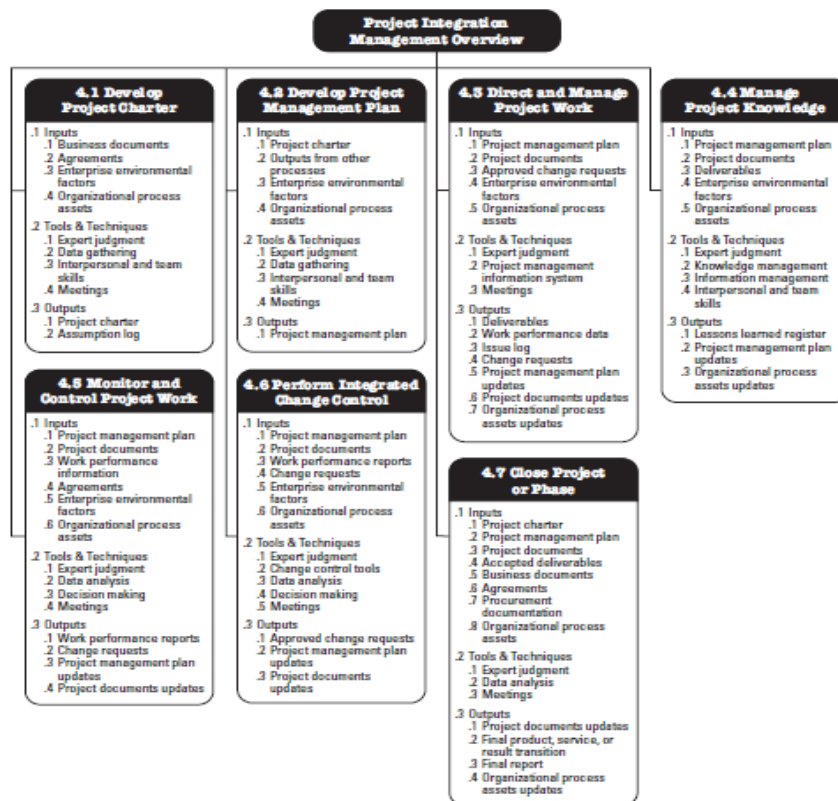 Project Integration
Management Overview
4.1 Develop
Project Charter
.1 Inputs
.1 Business documents
.2 Agreements
.3 Enterprise environmental
factors
.4 Organizational process
assets
.2 Tools & Techniques
.1 Expert judgment
.2 Data gathering
.3 Interpersonal and team
skills
.4 Meetings
.3 Outputs
.1 Project charter
.2 Assumption log
4.2 Develop Project
Management Plan
.1 Inputs
.1 Project charter
.2 Outputs from other
processes
.3 Enterprise environmental
factors
.4 Organizational process
assets
.2 Tools & Techniques
.1 Expert judgment
.2 Data gathering
.3 Interpersonal and team
skills
.4 Meetings
.3 Outputs
.1 Project management plan
4.3 Direct and Manage
Project Work
.1 Inputs
.1 Project management plan
.2 Project documents
.3 Approved change requests
.4 Enterprise environmental
factors
.5 Organizational process
assets
.2 Tools & Techniques
.1 Expert judgment
.2 Project management
information system
.3 Meetings
.3 Outputs
.1 Deliverables
.2 Work performance data
.3 Issue log
.4 Change requests
.5 Project management plan
updates
.6 Project documents updates
.7 Organizational process
assets updates
4.4 Manage
Project Knowledge
.1 Inputs
.1 Project management plan
.2 Project documents
.3 Deliverables
.4 Enterprise environmental
factors
.5 Organizational process
assets
.2 Tools & Techniques
.1 Expert judgment
.2 Knowledge management
.3 Information management
.4 Interpersonal and team
skills
.3 Outputs
.1 Lessons learned register
.2 Project management plan
updates
.3 Organizational process
assets updates
4.5 Monitor and
Control Project Work
.1 Inputs
.1 Project management plan
.2 Project documents
.3 Work performance
information
.4 Agreements
.5 Enterprise environmental
factors
.6 Organizational process
assets
.2 Tools & Techniques
.1 Expert judgment
.2 Data analysis
.3 Decision making
.4 Meetings
.3 Outputs
.1 Work performance reports
.2 Change requests
.3 Project management plan
updates
.4 Project documents updates
4.6 Perform Integrated
Change Control
.1 Inputs
.1 Project management plan
.2 Project documents
.3 Work performance reports
.4 Change requests
.5 Enterprise environmental
factors
.6 Organizational process
assets
.2 Tools & Techniques
.1 Expert judgment
.2 Change control tools
.3 Data analysis
.4 Decision making
.5 Meetings
.3 Outputs
.1 Approved change requests
.2 Project management plan
updates
.3 Project documents
updates
4.7 Close Project
or Phase
.1 Inputs
.1 Project charter
.2 Project management plan
.3 Project documents
.4 Accepted deliverables
.5 Business documents
.6 Agreements
.7 Procurement
documentation
.8 Organizational process
assets
.2 Tools & Techniques
.1 Expert judgment
.2 Data analysis
.3 Meetings
.3 Outputs
.1 Project documents updates
.2 Final product, service, or
result transition
.3 Final report
.4 Organizational process
assets updates